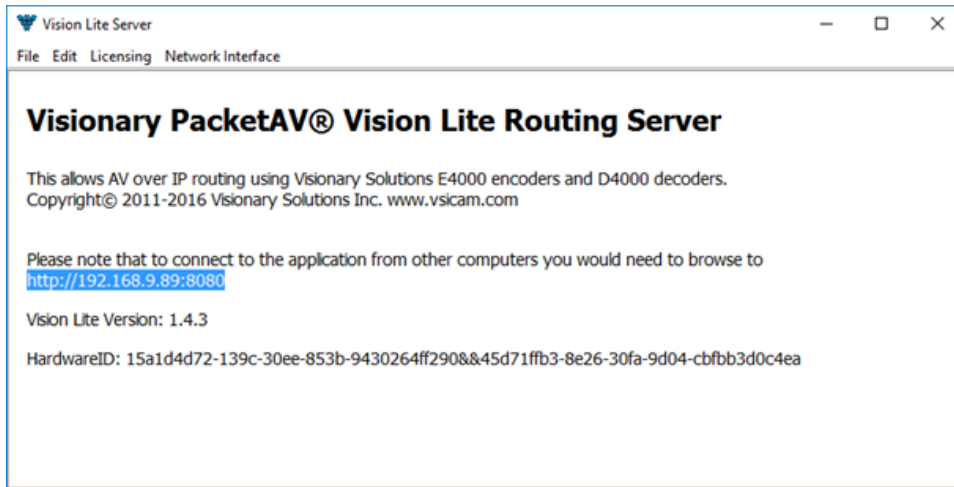 Vision Lite Server
File Edit Licensing Network Interface
Visionary PacketAV® Vision Lite Routing Server
This allows AV over IP routing using Visionary Solutions E4000 encoders and D4000 decoders.
Copyright© 2011-2016 Visionary Solutions Inc. www.vsicam.com
Please note that to connect to the application from other computers you would need to browse to
http://192.168.9.89:8080
Vision Lite Version: 1.4.3
HardwareID: 15a1d4d72-139c-30ee-853b-9430264ff290&&45d71ffb3-8e26-30fa-9d04-cbfbb3d0c4ea